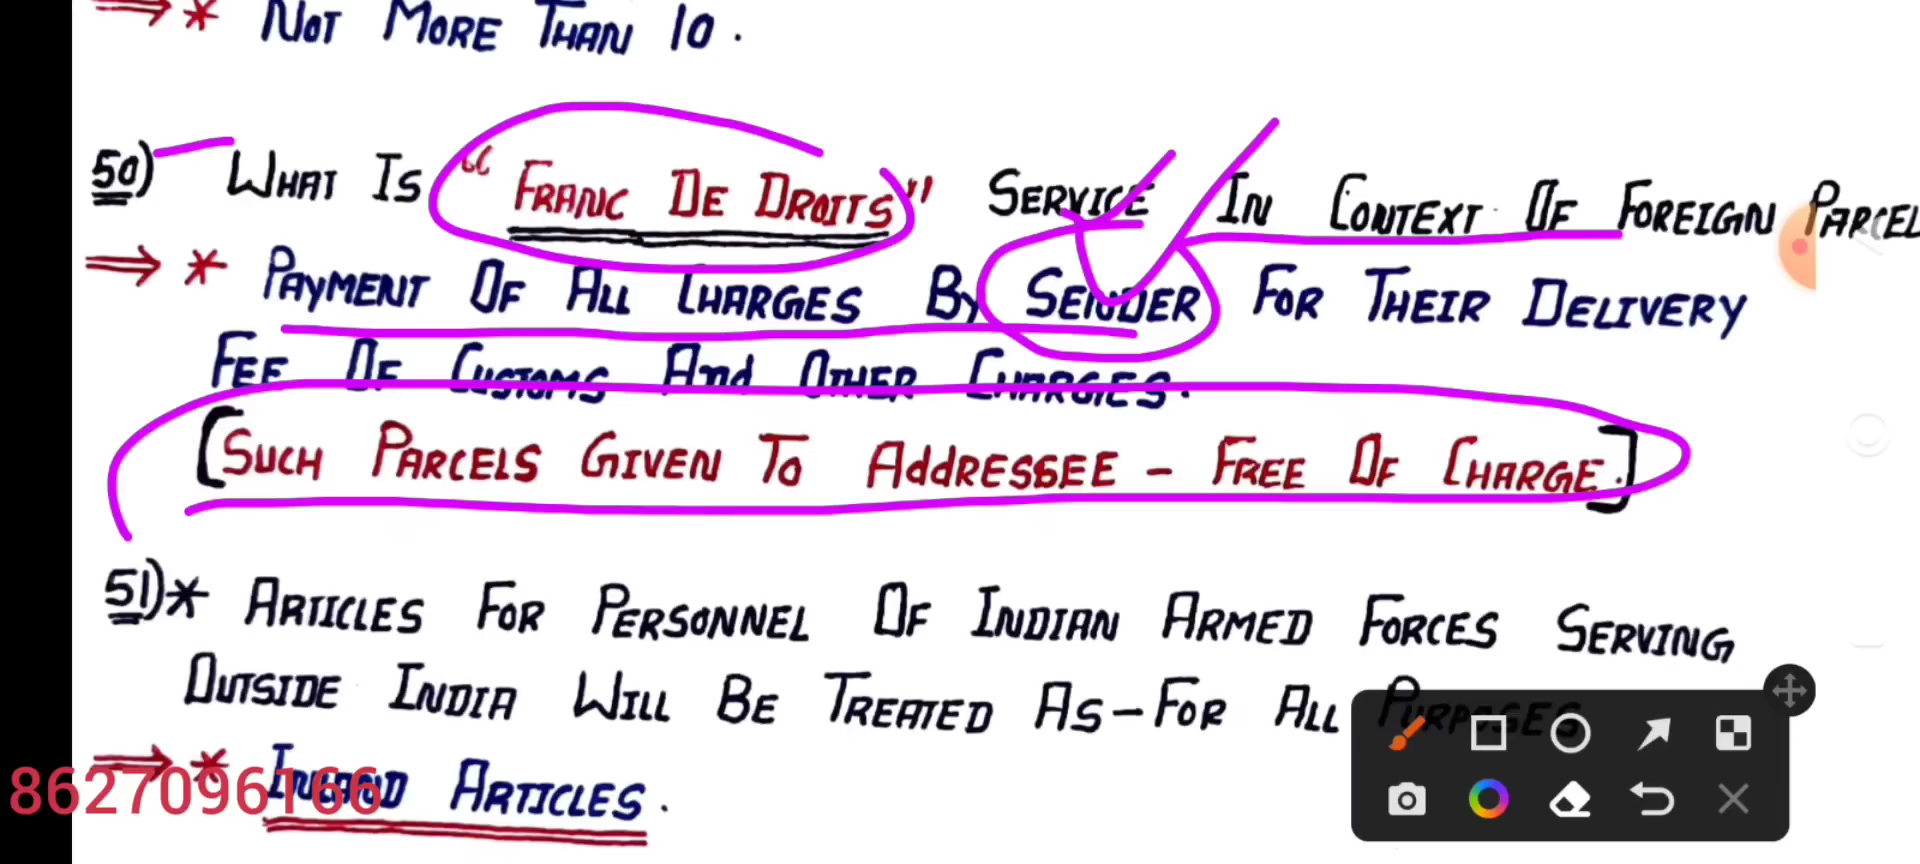 ⇒ * NOT MORE THAN 10.
50) WHAT IS "FRANC DE DROITS" SERVICE IN CONTEXT OF FOREIGN PARCEL
⇒ * PAYMENT OF ALL CHARGES BY SENDER FOR THEIR DELIVERY
FEE OF CUSTOMS And OTHER CHARGES.
[SUCH PARCELS GIVEN TO AddRESSEE - FREE OF CHARGE.]
51)* ARTICLES FOR PERSONNEL OF INDIAN ARMED FORCES SERVING
OUTSIDE INDIA WILL BE TREATED AS-FOR ALL PURPOSES
⇒ * INLAND ARTICLES.
8627096166